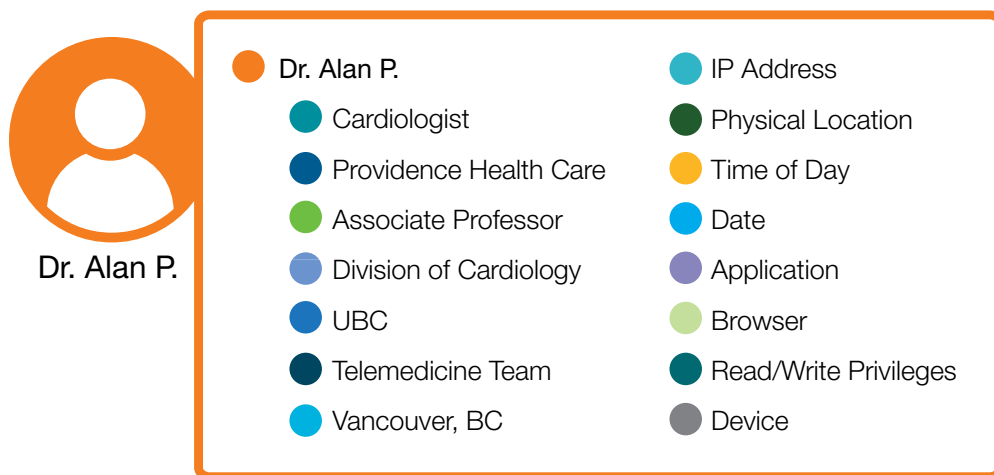 Dr. Alan P.
Dr. Alan P.
Cardiologist
Providence Health Care
Associate Professor
Division of Cardiology
UBC
Telemedicine Team
Vancouver, BC
IP Address
Physical Location
Time of Day
Date
Application
Browser
Read/Write Privileges
Device